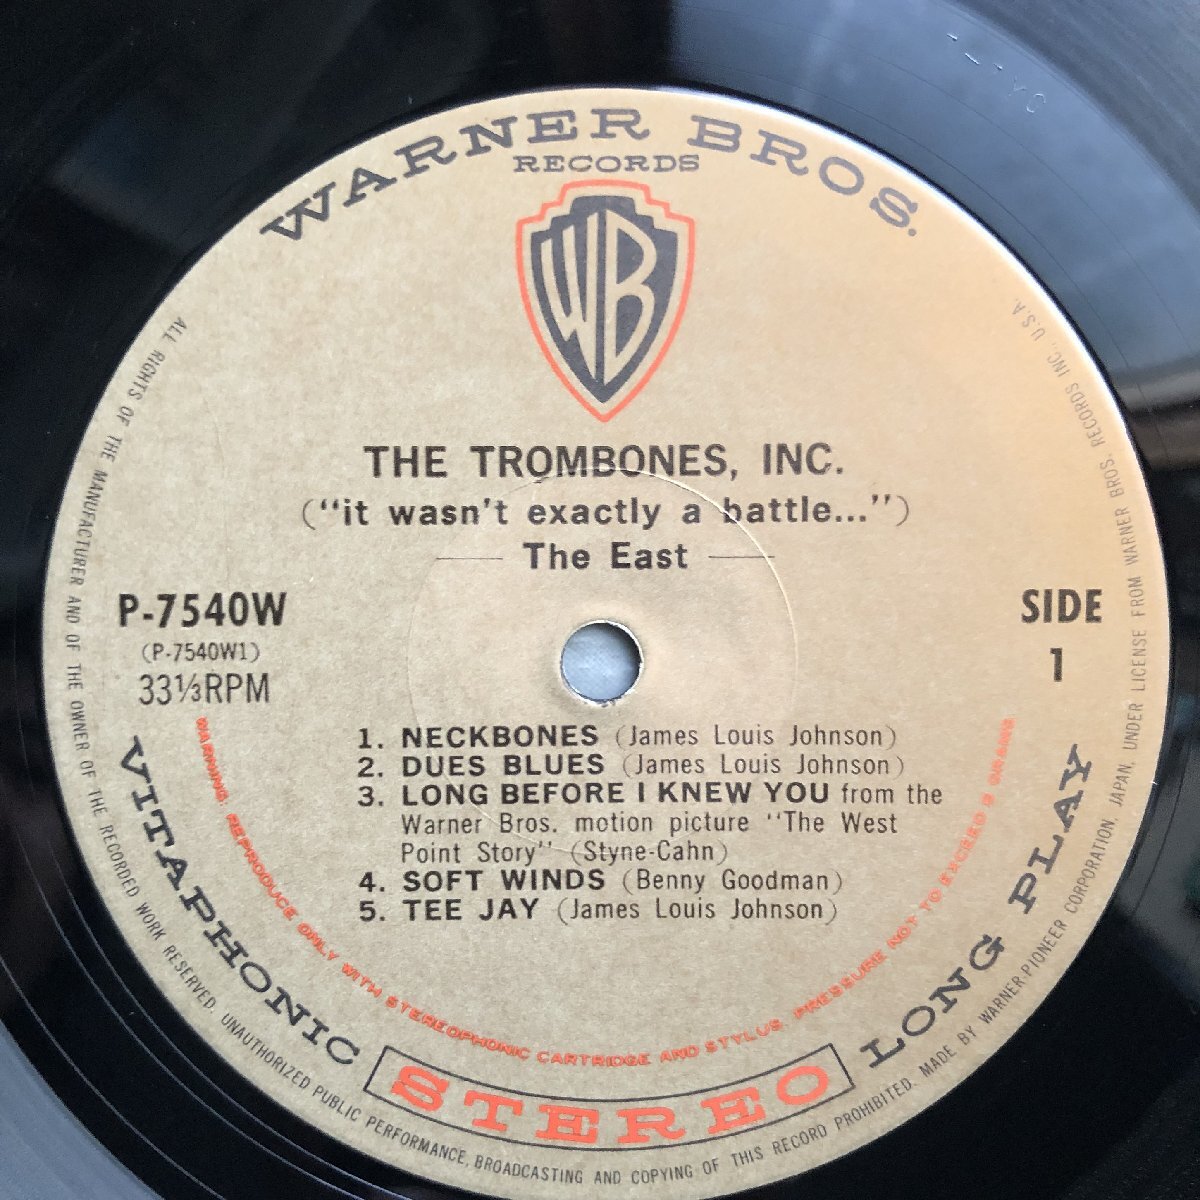 WARNER BROS.
RECORDS
WB
THE TROMBONES, INC.
("it wasn't exactly a battle...")
The East
P-7540W
(P-7540W1)
33⅓RPM
SIDE
1
1. NECKBONES (James Louis Johnson)
2. DUES BLUES (James Louis Johnson)
3. LONG BEFORE I KNEW YOU from the
Warner Bros. motion picture "The West
Point Story" (Styne-Cahn)
4. SOFT WINDS (Benny Goodman)
5. TEE JAY (James Louis Johnson)
WARNING: REPRODUCE ONLY WITH STEREOPHONIC CARTRIDGE AND STYLUS. PRESSURE NOT TO EXCEED 6 GRAMS
VITAPHONIC STEREO LONG PLAY
ALL RIGHTS OF THE MANUFACTURER AND OF THE OWNER OF THE RECORDED WORK RESERVED. UNAUTHORIZED PUBLIC PERFORMANCE, BROADCASTING AND COPYING OF THIS RECORD PROHIBITED. MADE BY WARNER-PIONEER CORPORATION, JAPAN, UNDER LICENSE FROM WARNER BROS. RECORDS INC., U.S.A.